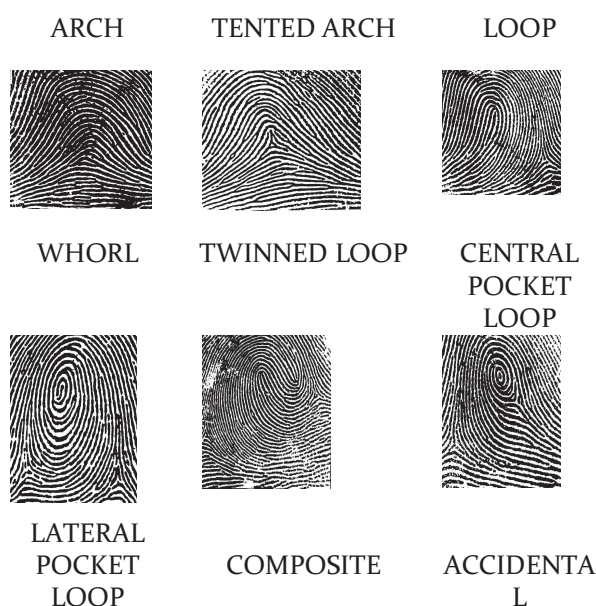 ARCH
TENTED ARCH
LOOP
WHORL
TWINNED LOOP
CENTRAL
POCKET
LOOP
LATERAL
POCKET
LOOP
COMPOSITE
ACCIDENTA
L